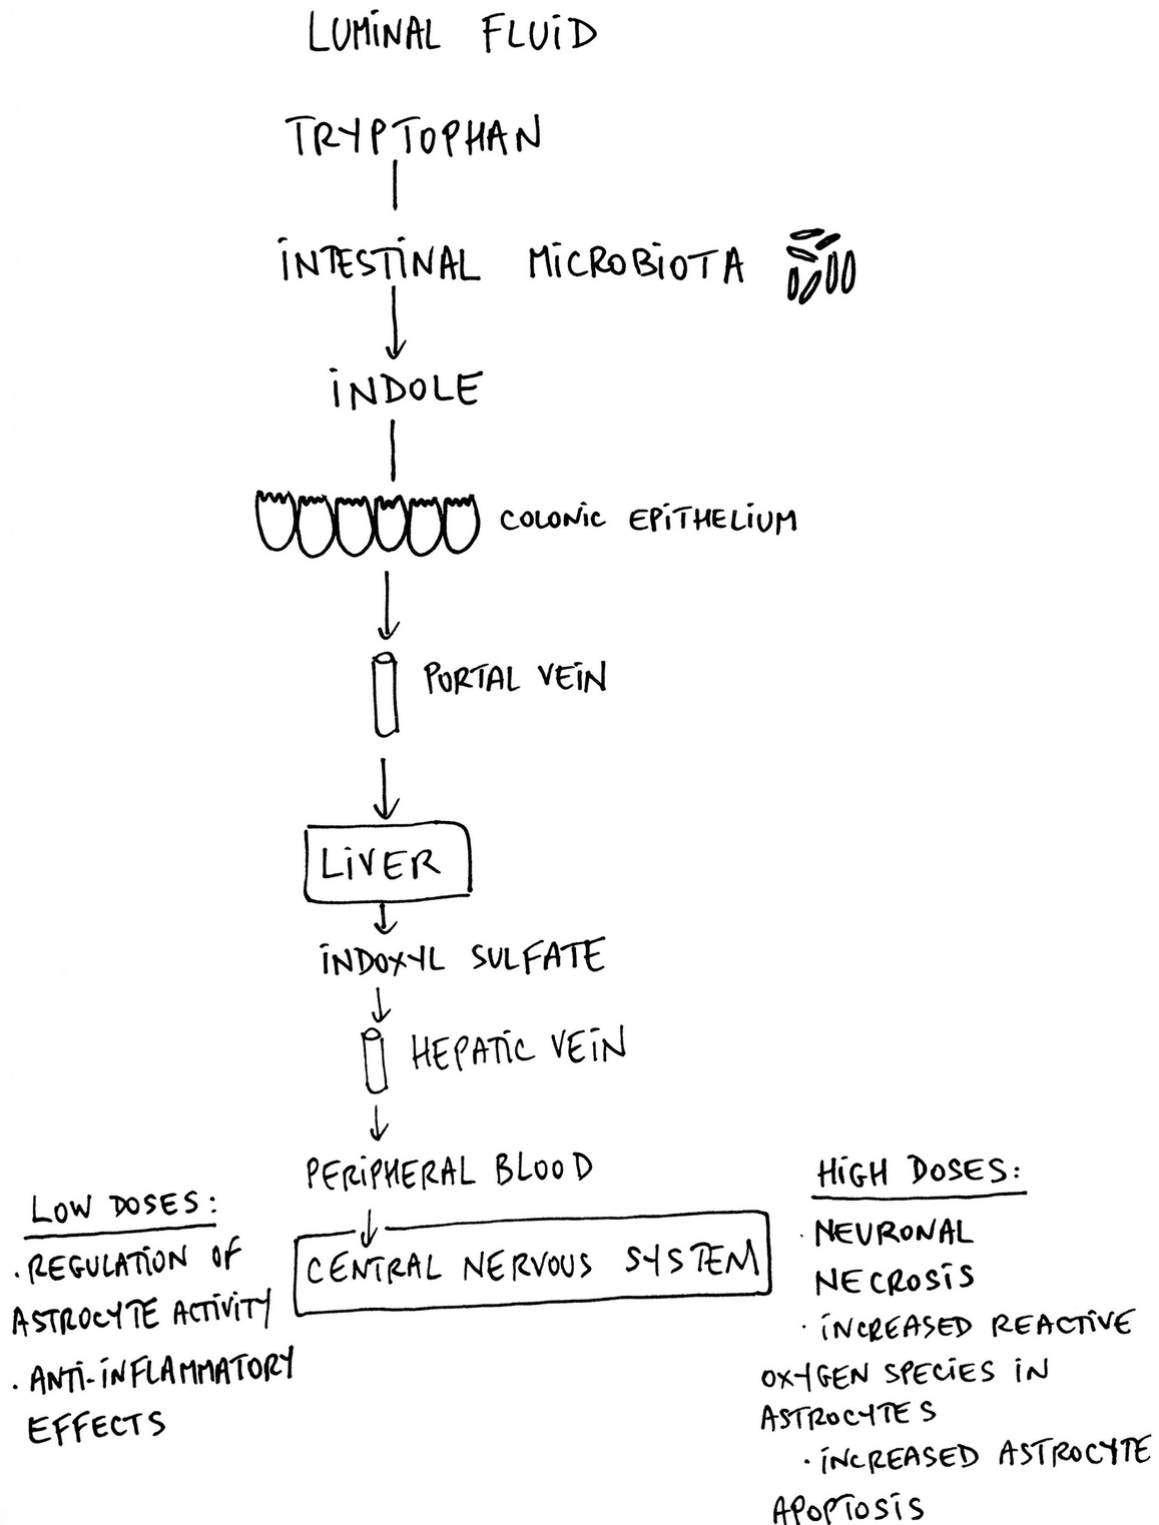 LUMINAL FLUID
TRYPTOPHAN
INTESTINAL MICROBIOTA
INDOLE
COLONIC EPITHELIUM
PORTAL VEIN
LIVER
INDOXYL SULFATE
HEPATIC VEIN
PERIPHERAL BLOOD
CENTRAL NERVOUS SYSTEM
LOW DOSES:
. REGULATION OF
ASTROCYTE ACTIVITY
. ANTI-INFLAMMATORY
EFFECTS
HIGH DOSES:
· NEURONAL
NECROSIS
· INCREASED REACTIVE
OXYGEN SPECIES IN
ASTROCYTES
· INCREASED ASTROCYTE
APOPTOSIS